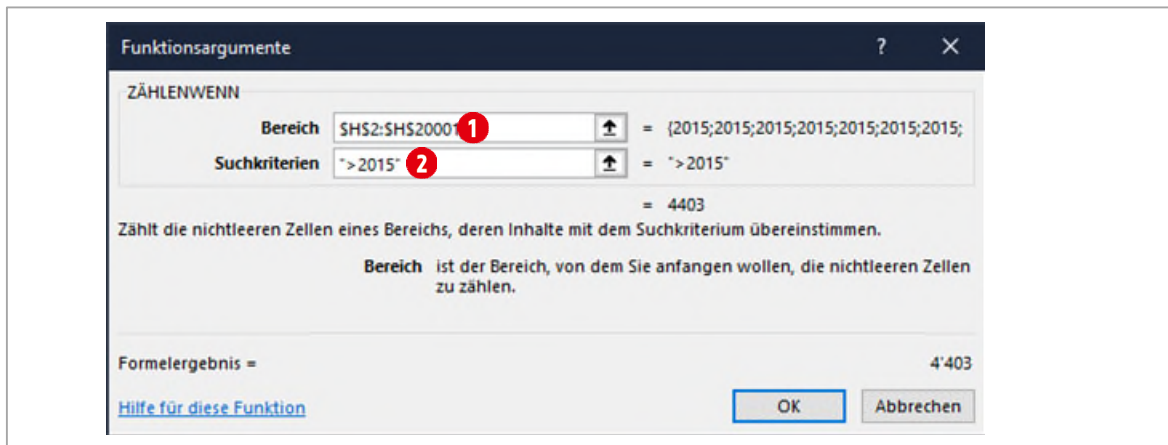 Funktionsargumente ? ×
ZÄHLENWENN
Bereich $H$2:$H$20001 1 = {2015;2015;2015;2015;2015;2015;2015;
Suchkriterien ">2015" 2 = ">2015"
= 4403
Zählt die nichtleeren Zellen eines Bereichs, deren Inhalte mit dem Suchkriterium übereinstimmen.
Bereich ist der Bereich, von dem Sie anfangen wollen, die nichtleeren Zellen
zu zählen.
Formelergebnis = 4'403
Hilfe für diese Funktion OK Abbrechen